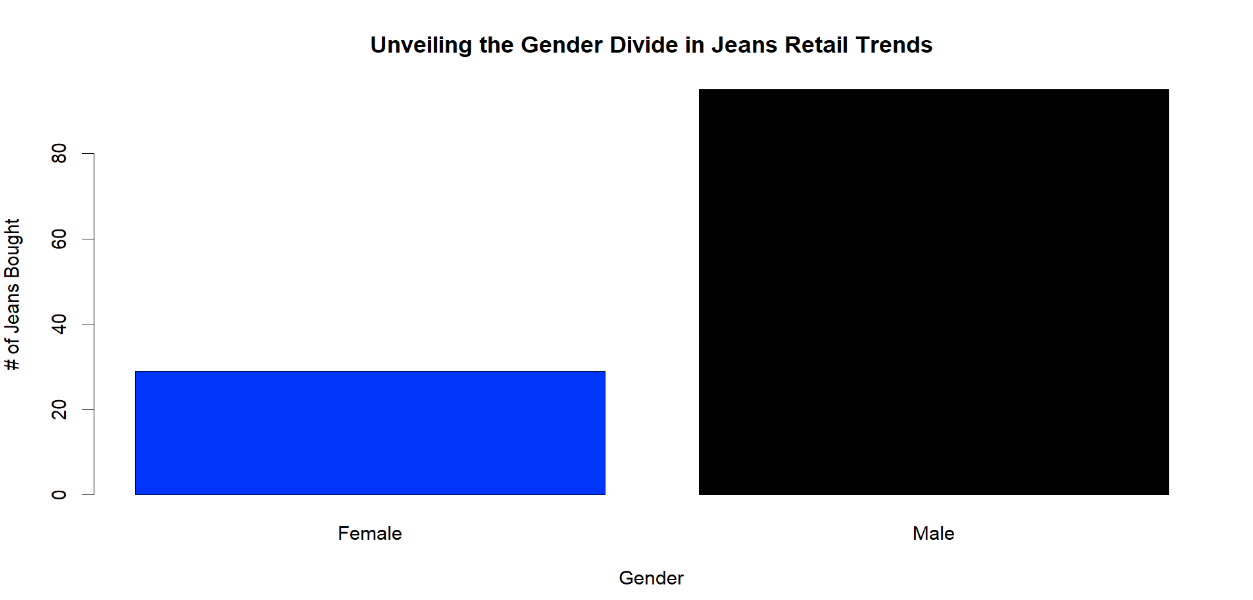 Unveiling the Gender Divide in Jeans Retail Trends
# of Jeans Bought
80
60
40
20
0
Female
Male
Gender